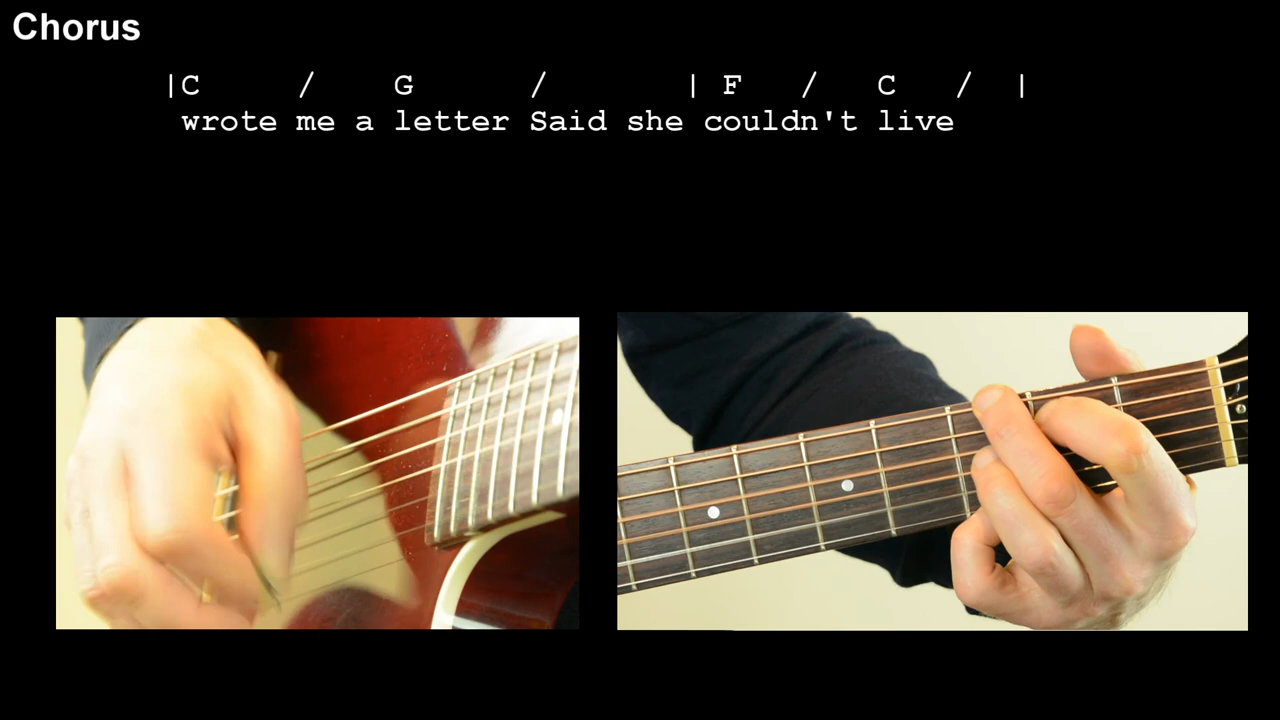 Chorus
|C / G / | F / C / |
wrote me a letter Said she couldn't live